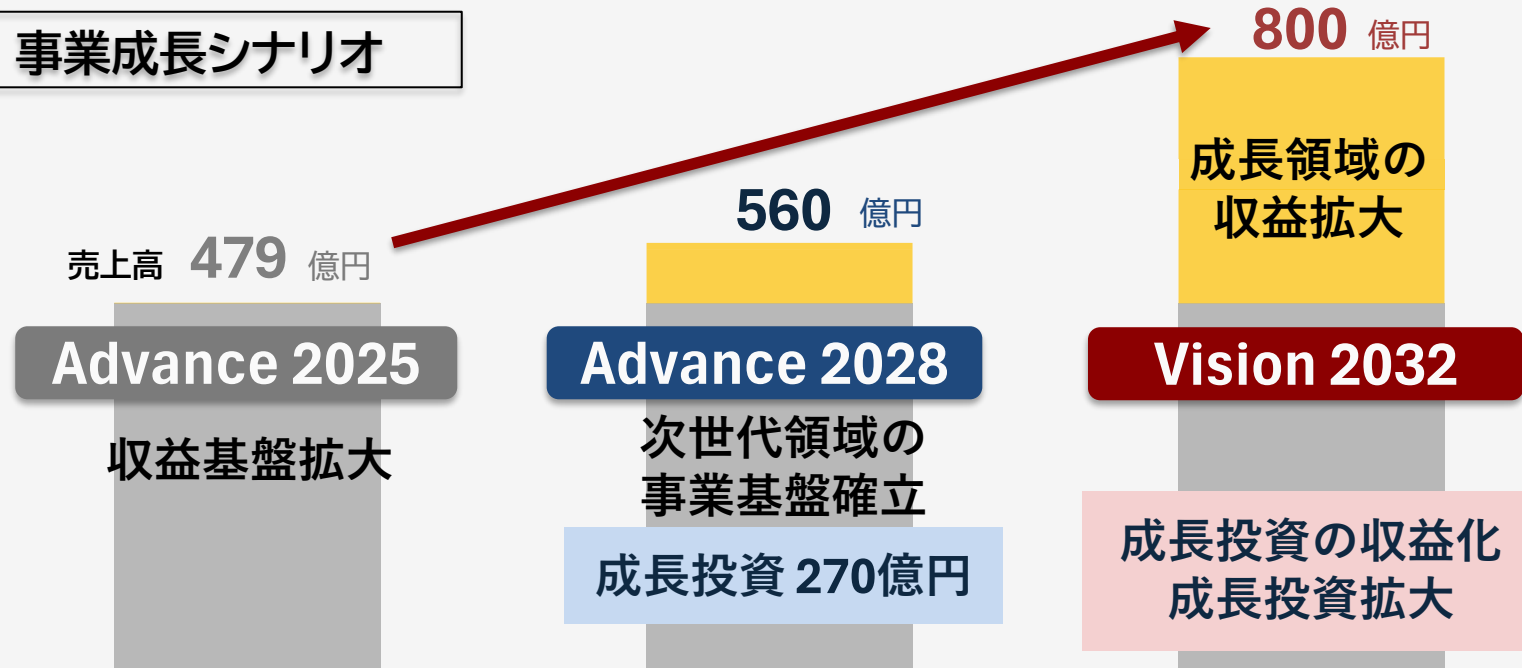 事業成長シナリオ
売上高 479 億円
560 億円
800 億円
成長領域の
収益拡大
Advance 2025
Advance 2028
Vision 2032
収益基盤拡大
次世代領域の
事業基盤確立
成長投資 270億円
成長投資の収益化
成長投資拡大